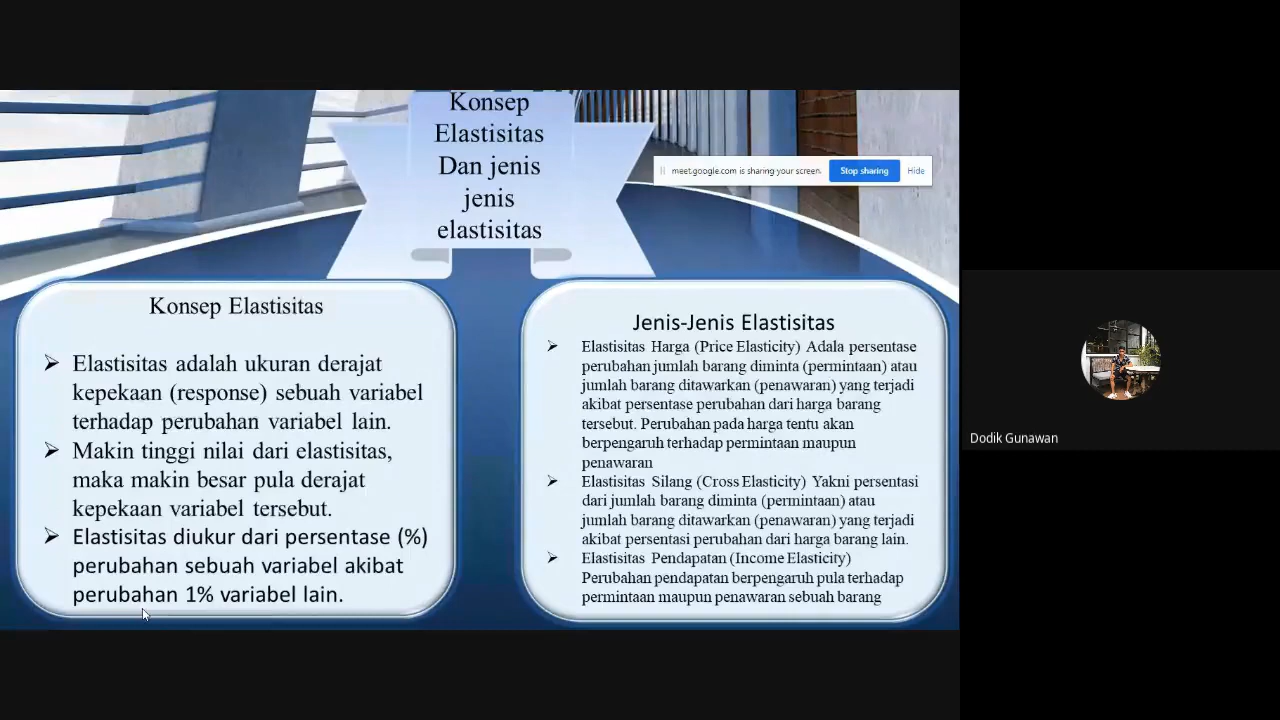 Konsep
Elastisitas
Dan jenis
jenis
elastisitas
meet.google.com is sharing your screen.
Stop sharing
Hide
Konsep Elastisitas
Elastisitas adalah ukuran derajat
kepekaan (response) sebuah variabel
terhadap perubahan variabel lain.
Makin tinggi nilai dari elastisitas,
maka makin besar pula derajat
kepekaan variabel tersebut.
Elastisitas diukur dari persentase (%)
perubahan sebuah variabel akibat
perubahan 1% variabel lain.
Jenis-Jenis Elastisitas
Elastisitas Harga (Price Elasticity) Adala persentase
perubahan jumlah barang diminta (permintaan) atau
jumlah barang ditawarkan (penawaran) yang terjadi
akibat persentase perubahan dari harga barang
tersebut. Perubahan pada harga tentu akan
berpengaruh terhadap permintaan maupun
penawaran
Elastisitas Silang (Cross Elasticity) Yakni persentasi
dari jumlah barang diminta (permintaan) atau
jumlah barang ditawarkan (penawaran) yang terjadi
akibat persentasi perubahan dari harga barang lain.
Elastisitas Pendapatan (Income Elasticity)
Perubahan pendapatan berpengaruh pula terhadap
permintaan maupun penawaran sebuah barang
Dodik Gunawan